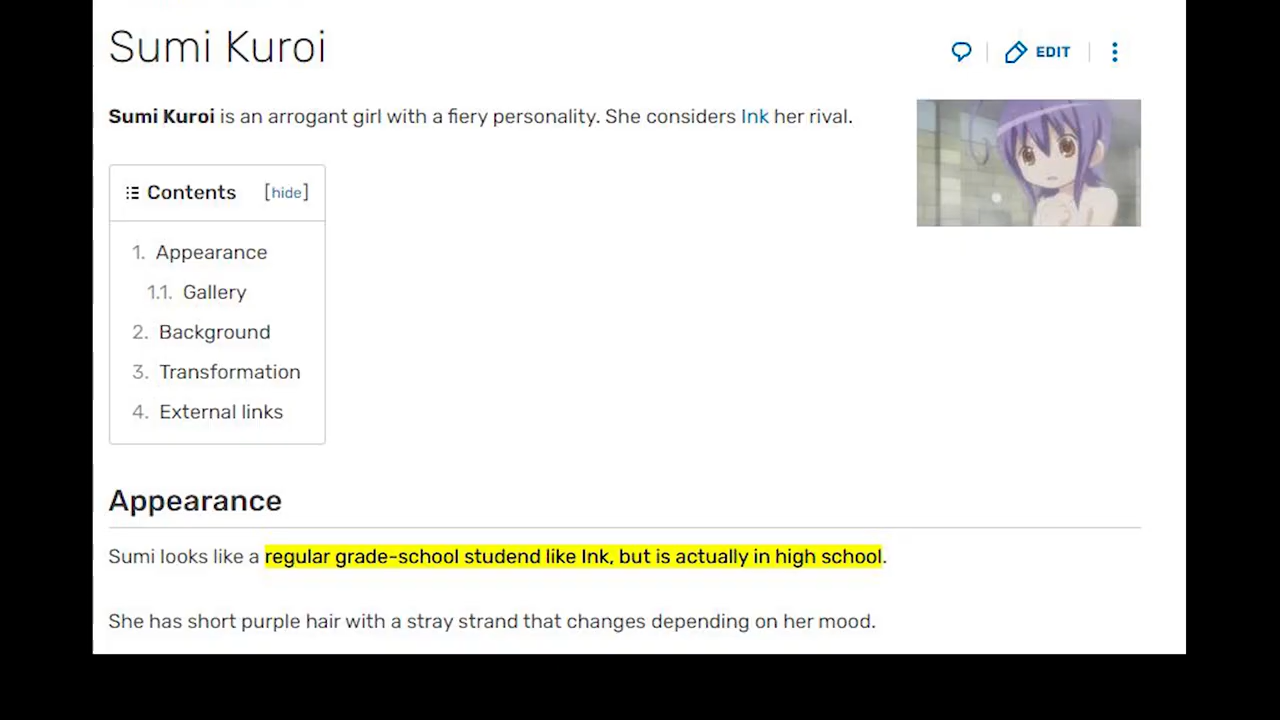 Sumi Kuroi
EDIT
Sumi Kuroi is an arrogant girl with a fiery personality. She considers Ink her rival.
Contents [hide]
1. Appearance
1.1. Gallery
2. Background
3. Transformation
4. External links
Appearance
Sumi looks like a regular grade-school studend like Ink, but is actually in high school.
She has short purple hair with a stray strand that changes depending on her mood.